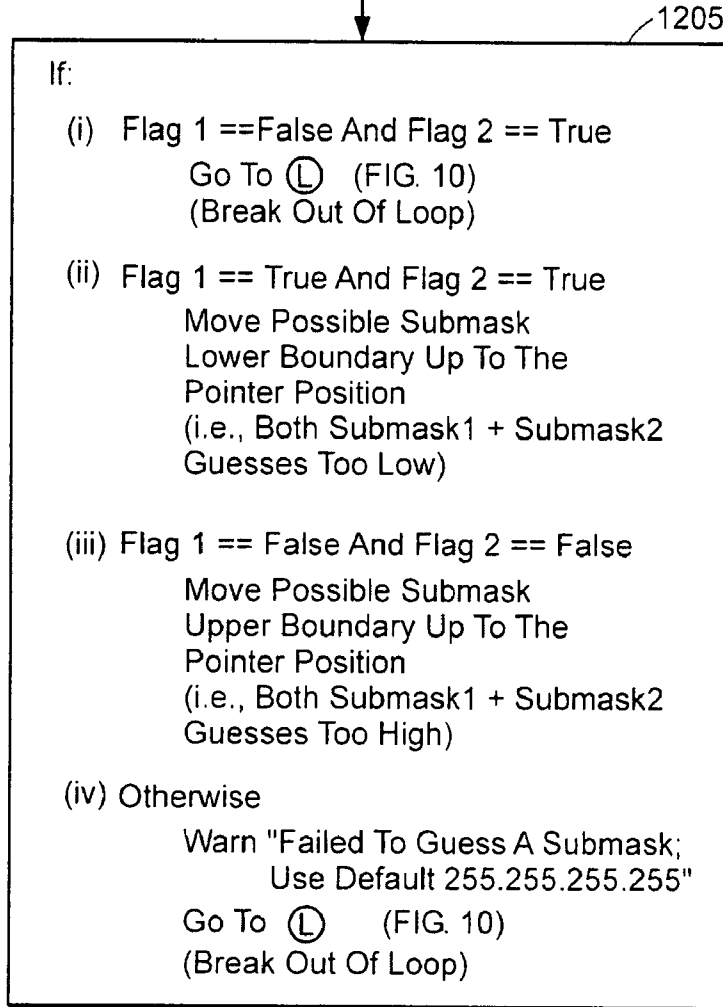 1205
If:
(i) Flag 1 ==False And Flag 2 == True
Go To Ⓛ (FIG. 10)
(Break Out Of Loop)
(ii) Flag 1 == True And Flag 2 == True
Move Possible Submask
Lower Boundary Up To The
Pointer Position
(i.e., Both Submask1 + Submask2
Guesses Too Low)
(iii) Flag 1 == False And Flag 2 == False
Move Possible Submask
Upper Boundary Up To The
Pointer Position
(i.e., Both Submask1 + Submask2
Guesses Too High)
(iv) Otherwise
Warn "Failed To Guess A Submask;
Use Default 255.255.255.255"
Go To Ⓛ (FIG. 10)
(Break Out Of Loop)